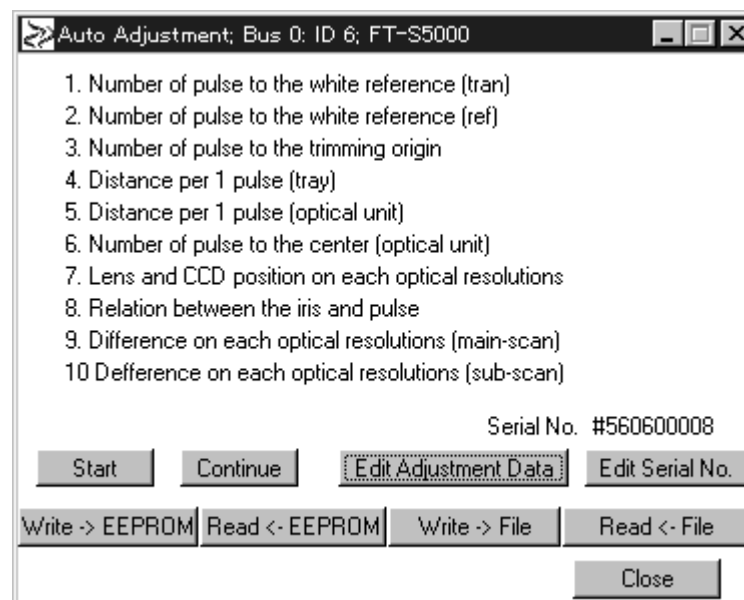 Auto Adjustment; Bus 0: ID 6; FT-S5000
1. Number of pulse to the white reference (tran)
2. Number of pulse to the white reference (ref)
3. Number of pulse to the trimming origin
4. Distance per 1 pulse (tray)
5. Distance per 1 pulse (optical unit)
6. Number of pulse to the center (optical unit)
7. Lens and CCD position on each optical resolutions
8. Relation between the iris and pulse
9. Difference on each optical resolutions (main-scan)
10 Defference on each optical resolutions (sub-scan)
Serial No. #560600008
Start Continue Edit Adjustment Data Edit Serial No.
Write -> EEPROM Read <- EEPROM Write -> File Read <- File
Close